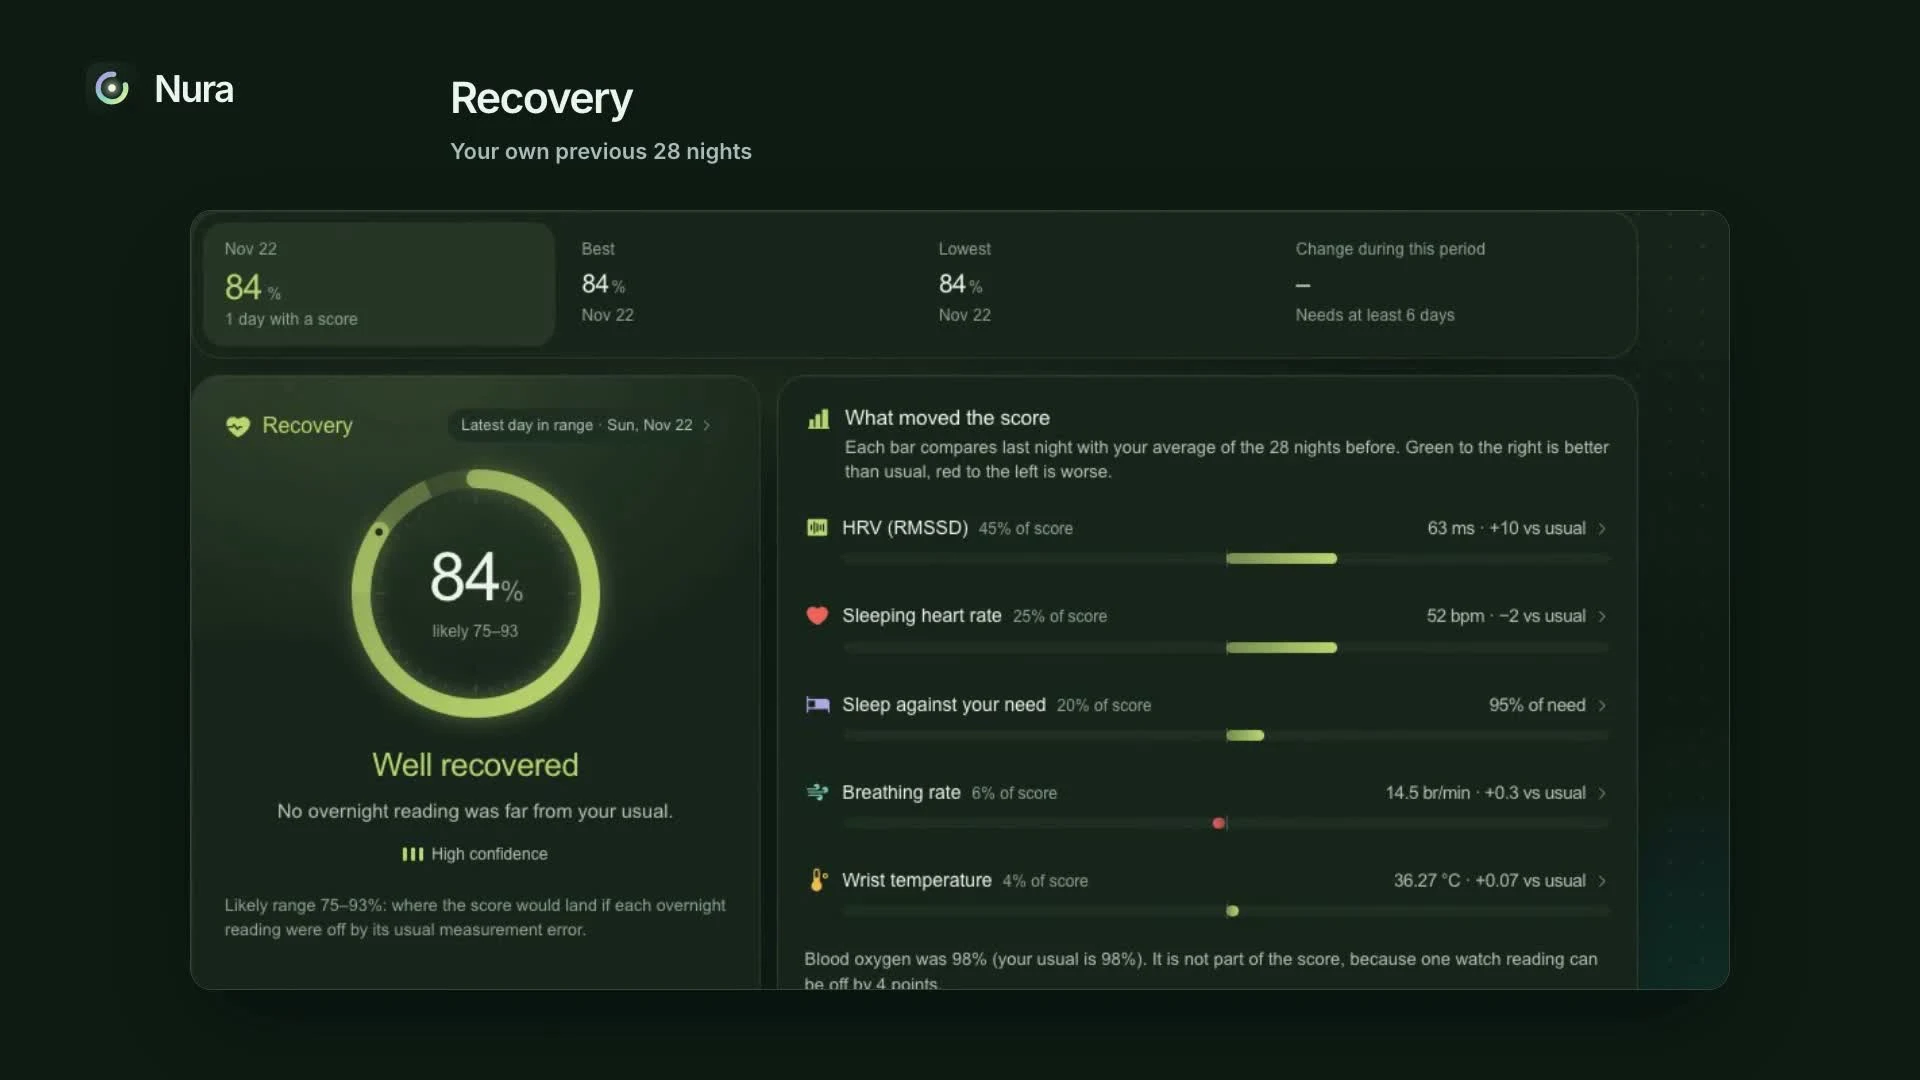 Nura
Recovery
Your own previous 28 nights
Nov 22
84 %
1 day with a score
Best
84 %
Nov 22
Lowest
84 %
Nov 22
Change during this period
–
Needs at least 6 days
Recovery
Latest day in range · Sun, Nov 22
84%
likely 75–93
Well recovered
No overnight reading was far from your usual.
High confidence
Likely range 75–93%: where the score would land if each overnight
reading were off by its usual measurement error.
What moved the score
Each bar compares last night with your average of the 28 nights before. Green to the right is better
than usual, red to the left is worse.
HRV (RMSSD) 45% of score 63 ms · +10 vs usual
Sleeping heart rate 25% of score 52 bpm · −2 vs usual
Sleep against your need 20% of score 95% of need
Breathing rate 6% of score 14.5 br/min · +0.3 vs usual
Wrist temperature 4% of score 36.27 °C · +0.07 vs usual
Blood oxygen was 98% (your usual is 98%). It is not part of the score, because one watch reading can
be off by 4 points.